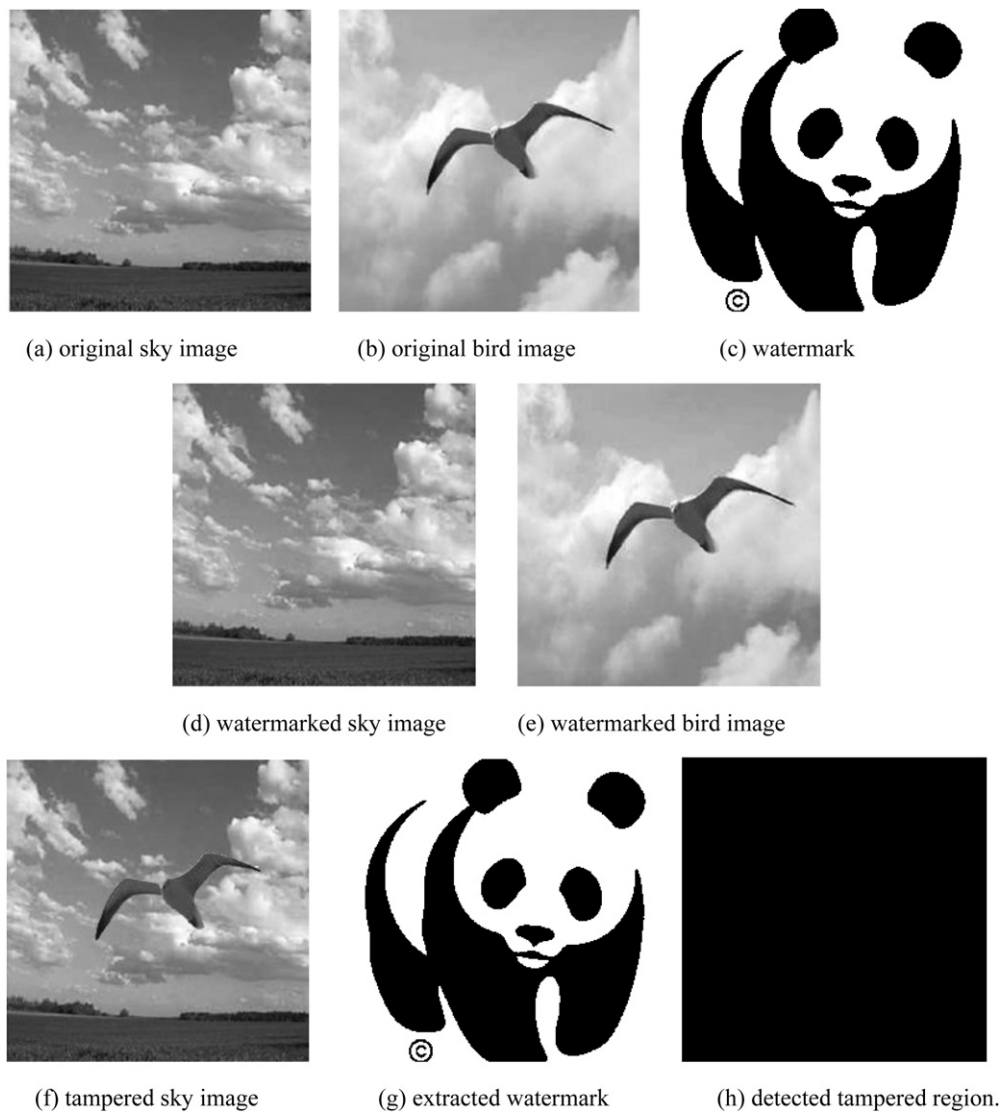 (a) original sky image
(b) original bird image
(c) watermark
©
(d) watermarked sky image
(e) watermarked bird image
(f) tampered sky image
(g) extracted watermark
(h) detected tampered region.
©